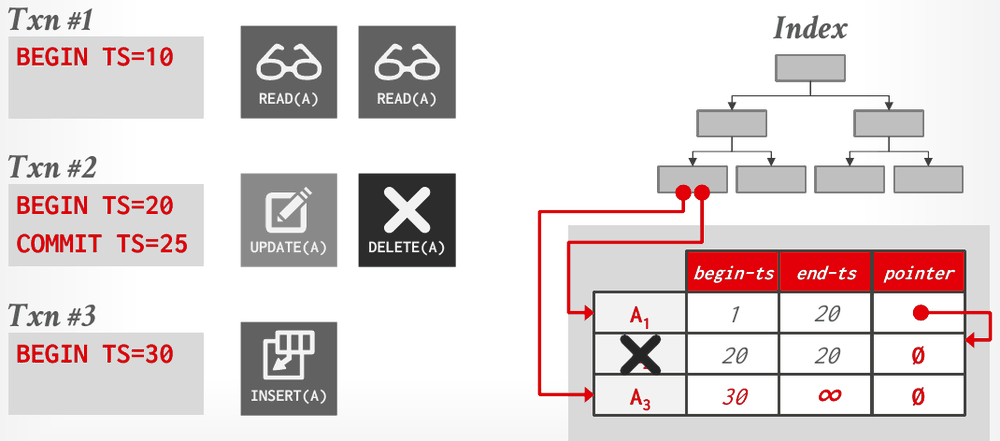 Txn #1
BEGIN TS=10
READ(A)
READ(A)
Txn #2
BEGIN TS=20
COMMIT TS=25
UPDATE(A)
DELETE(A)
Txn #3
BEGIN TS=30
INSERT(A)
Index
begin-ts end-ts pointer
A₁ 1 20
20 20 Ø
A₃ 30 ∞ Ø